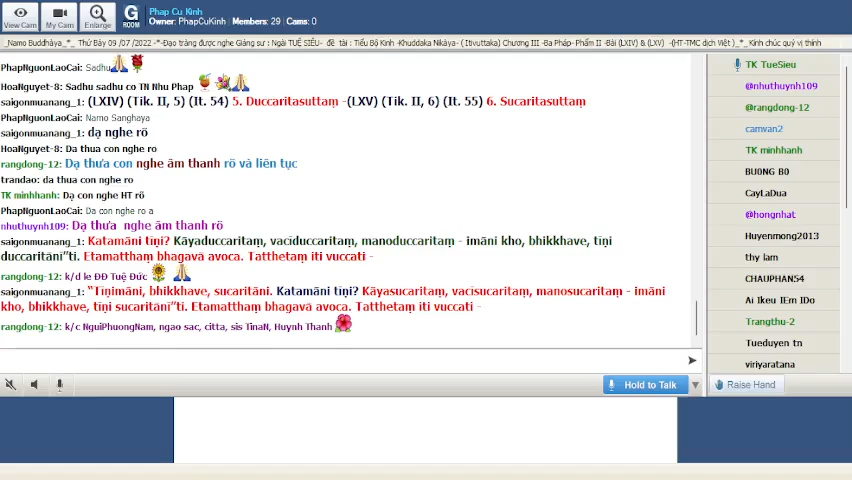 Phap Cu Kinh
Owner: PhapCuKinh | Members: 29 | Cams: 0
View Cam
My Cam
Enlarge
G ROOM
_Namo Buddhàya_*_ Thứ Bảy 09 /07 /2022 -*-Đạo tràng được nghe Giảng sư : Ngài TUỆ SIÊU- đề tài : Tiểu Bộ Kinh -Khuddaka Nikàya- ( Itivuttaka) Chương III -Ba Pháp- Phẩm II -Bài (LXIV) & (LXV) -(HT-TMC dịch Việt )_*_Kính chúc quý vị thính
PhapNguonLaoCai: Sadhu
HoaNguyet-8: Sadhu sadhu co TN Nhu Phap
saigonmuanang_1: (LXIV) (Tik. II, 5) (It. 54) 5. Duccaritasuttaṃ -(LXV) (Tik. II, 6) (It. 55) 6. Sucaritasuttaṃ
PhapNguonLaoCai: Namo Sanghaya
saigonmuanang_1: dạ nghe rõ
HoaNguyet-8: Da thua con nghe ro
rangdong-12: Dạ thưa con nghe âm thanh rõ và liên tục
trandao: da thua con nghe ro
TK minhhanh: Dạ con nghe HT rõ
PhapNguonLaoCai: Da con nghe ro a
nhuthuynh109: Dạ thưa nghe âm thanh rõ
saigonmuanang_1: Katamāni tīṇi? Kāyaduccaritaṃ, vacīduccaritaṃ, manoduccaritaṃ - imāni kho, bhikkhave, tīṇi
duccaritānī”ti. Etamatthaṃ bhagavā avoca. Tatthetaṃ iti vuccati -
rangdong-12: k/d le ĐĐ Tuệ Đức
saigonmuanang_1: “Tīṇimāni, bhikkhave, sucaritāni. Katamāni tīṇi? Kāyasucaritaṃ, vacīsucaritaṃ, manosucaritaṃ - imāni
kho, bhikkhave, tīṇi sucaritānī”ti. Etamatthaṃ bhagavā avoca. Tatthetaṃ iti vuccati -
rangdong-12: k/c NguiPhuongNam, ngao sac, citta, sis TinaN, Huynh Thanh
Hold to Talk
TK TueSieu
@nhuthuynh109
@rangdong-12
camvan2
TK minhhanh
BU0NG B0
CayLaDua
@hongnhat
Huyenmong2013
thy lam
CHAUPHAN54
Ai Ikeu IEm IDo
Trangthu-2
Tueduyen tn
viriyaratana
Raise Hand